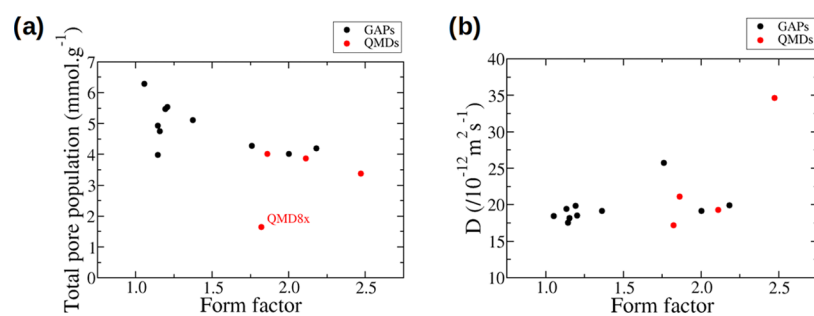 (a)
GAPs
QMDs
Total pore population (mmol.g⁻¹)
7
6
5
4
3
2
1
0
QMD8x
1.0 1.5 2.0 2.5
Form factor
(b)
GAPs
QMDs
D (/10⁻¹²m²s⁻¹)
40
35
30
25
20
15
10
1.0 1.5 2.0 2.5
Form factor